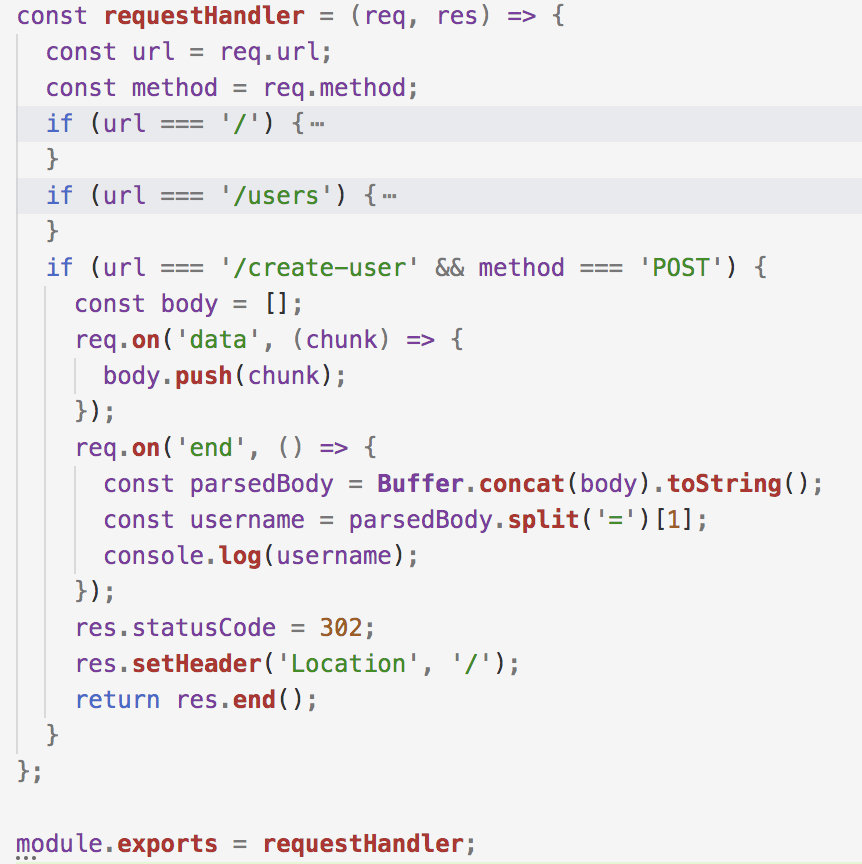 const requestHandler = (req, res) => {
  const url = req.url;
  const method = req.method;
  if (url === '/') {⋯
  }
  if (url === '/users') {⋯
  }
  if (url === '/create-user' && method === 'POST') {
    const body = [];
    req.on('data', (chunk) => {
      body.push(chunk);
    });
    req.on('end', () => {
      const parsedBody = Buffer.concat(body).toString();
      const username = parsedBody.split('=')[1];
      console.log(username);
    });
    res.statusCode = 302;
    res.setHeader('Location', '/');
    return res.end();
  }
};
module.exports = requestHandler;